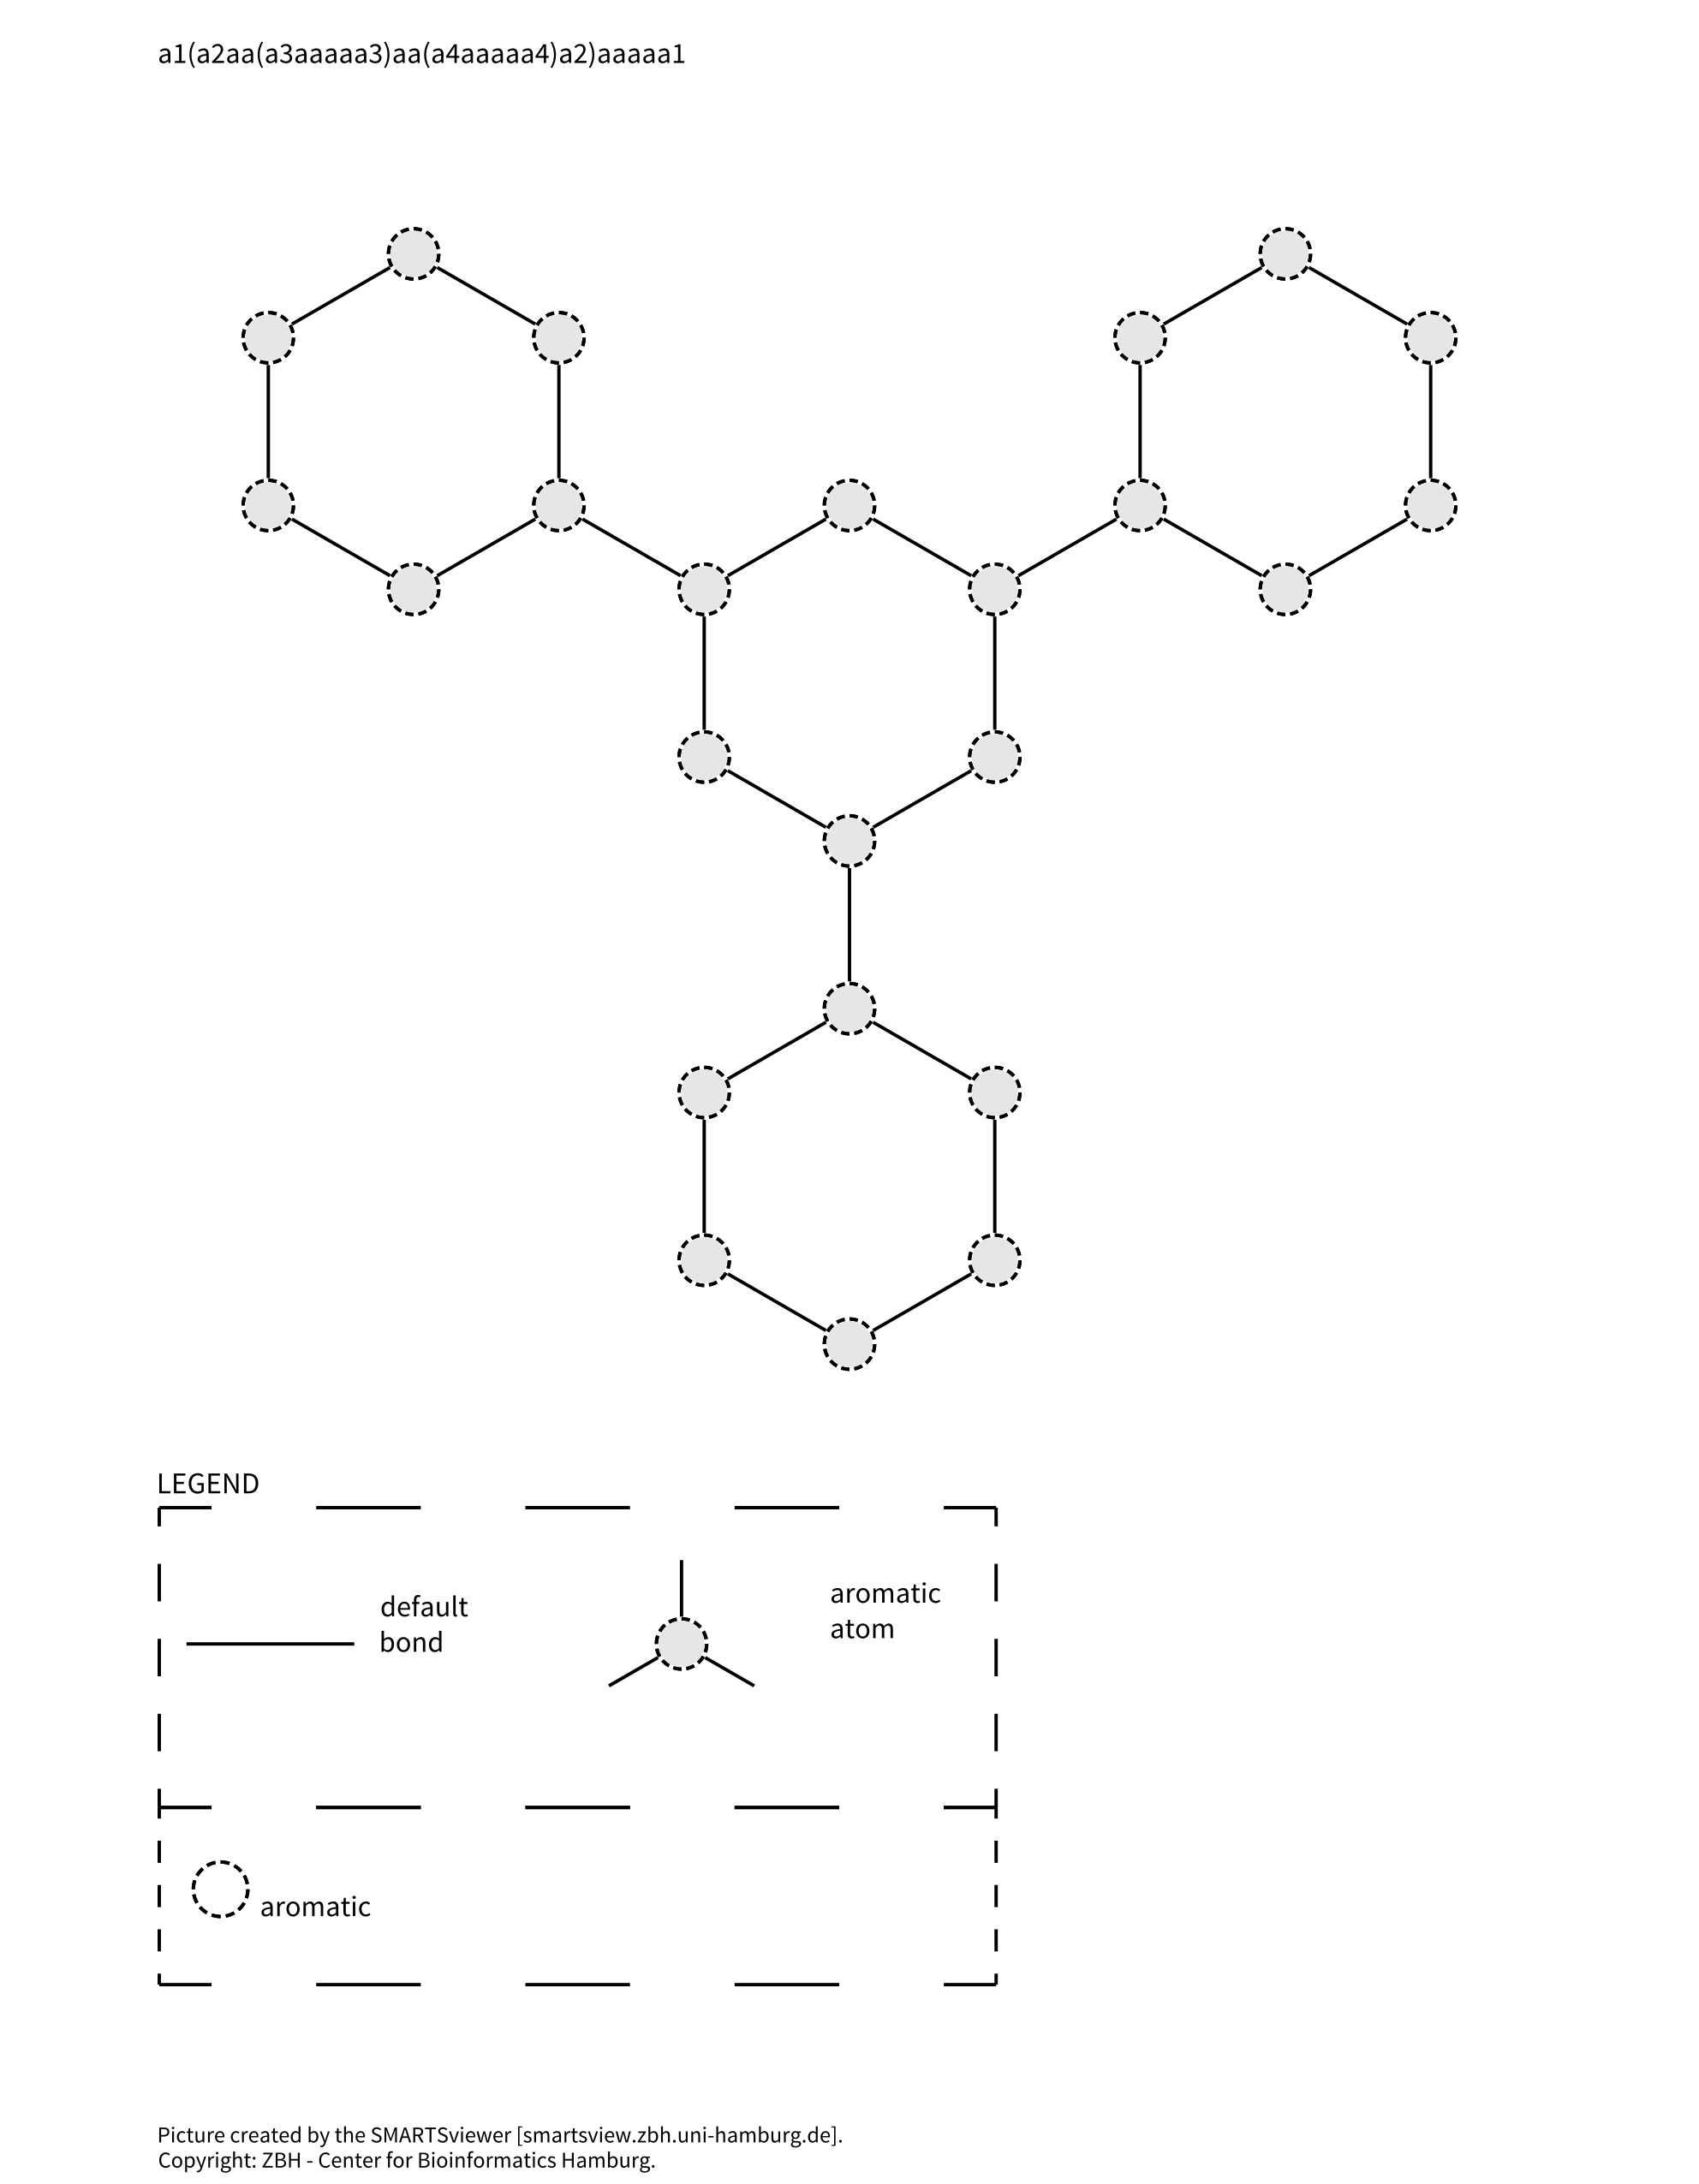 a1(a2aa(a3aaaaa3)aa(a4aaaaa4)a2)aaaaa1
LEGEND
default
bond
aromatic
atom
aromatic
Picture created by the SMARTSviewer [smartsview.zbh.uni-hamburg.de].
Copyright: ZBH - Center for Bioinformatics Hamburg.